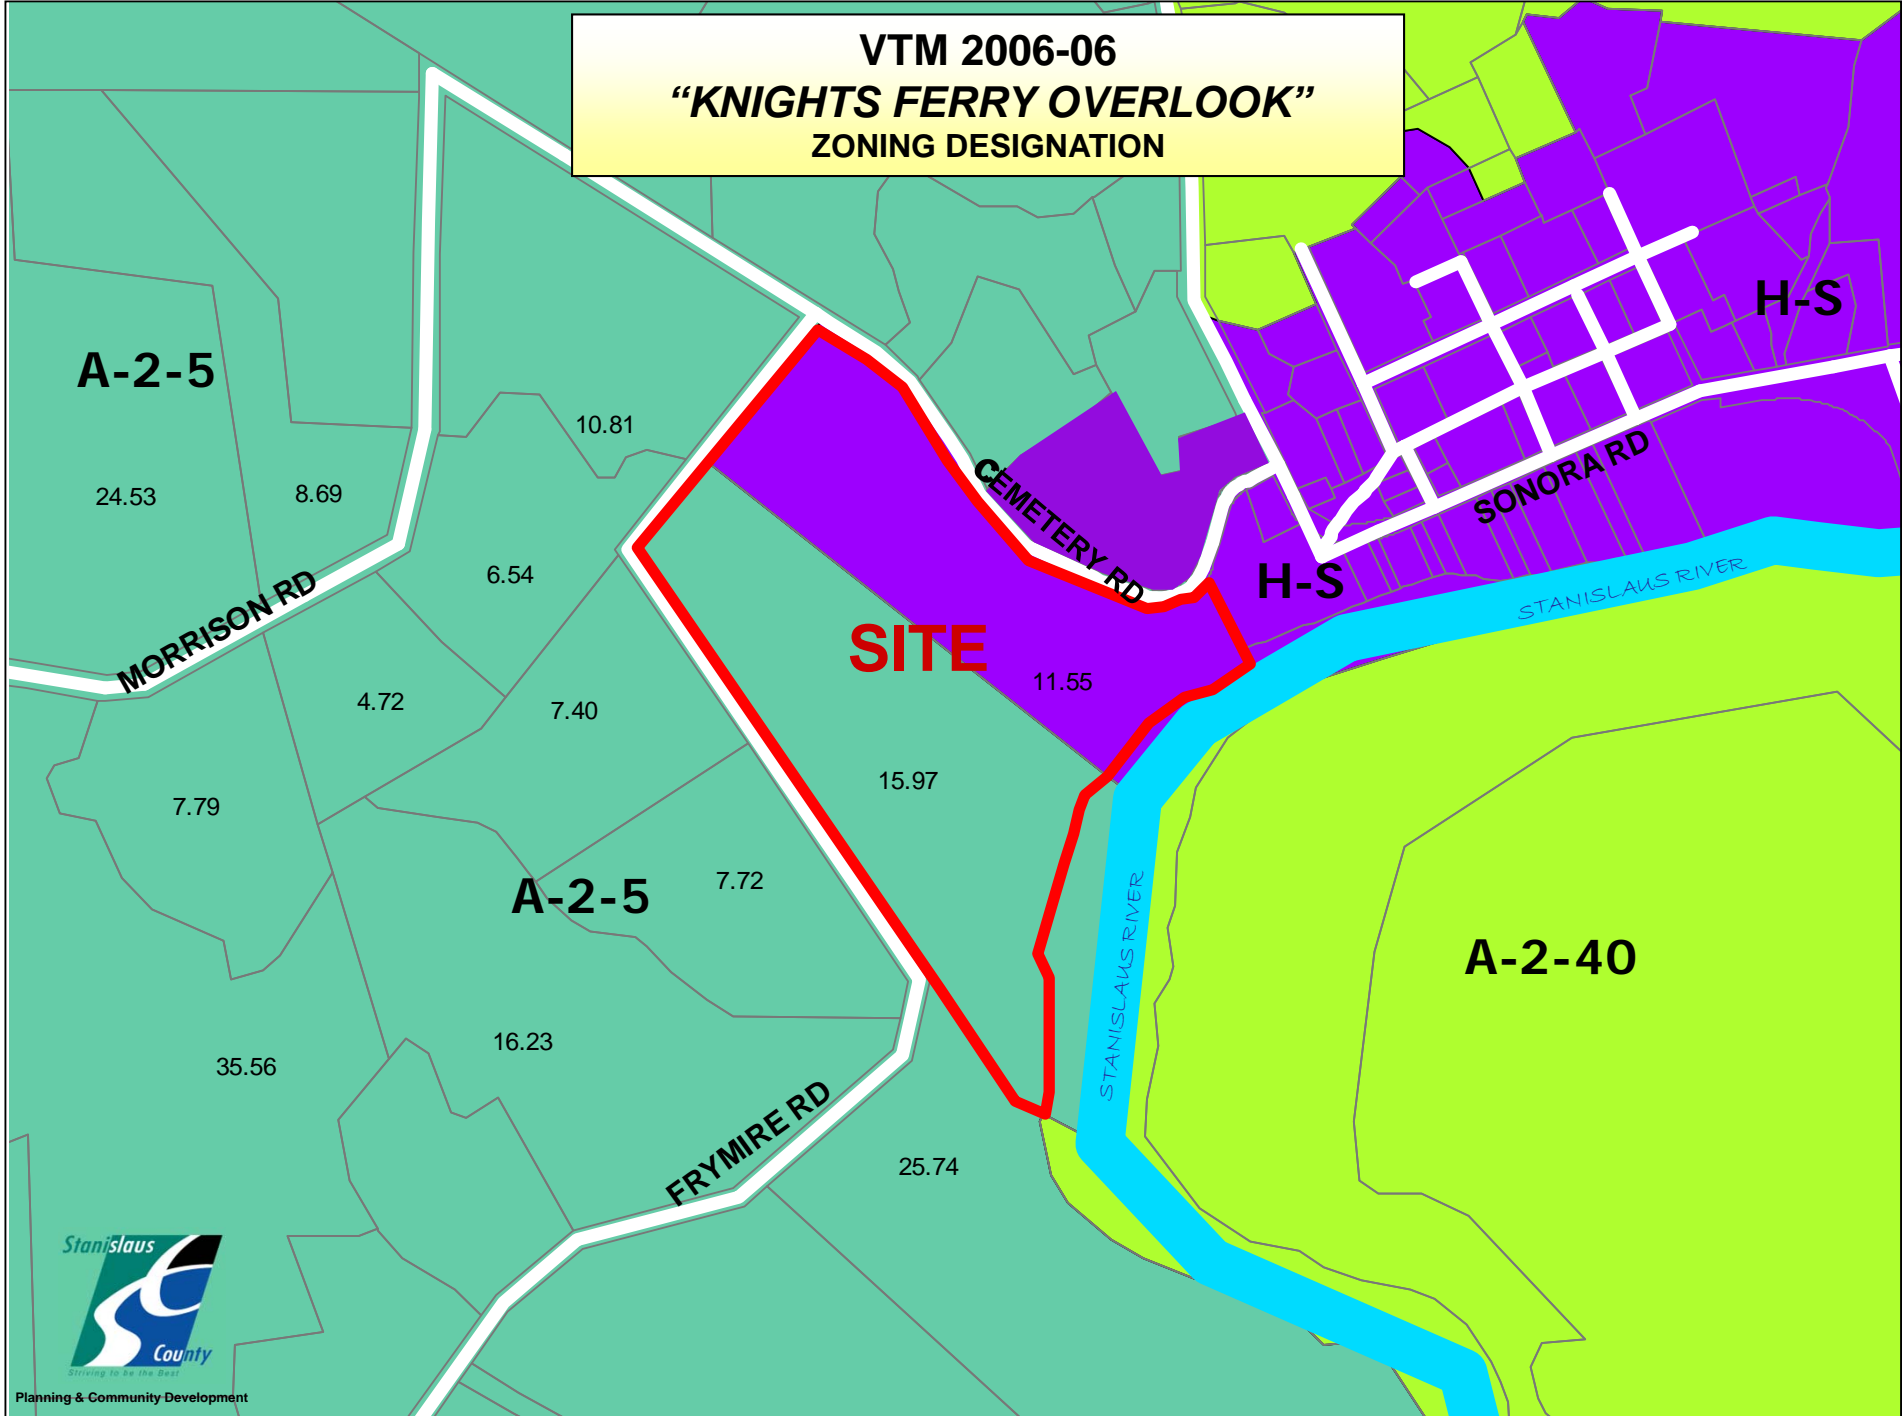 VTM 2006-06
“KNIGHTS FERRY OVERLOOK”
ZONING DESIGNATION
H-S
A-2-5
10.81
24.53
8.69
CEMETERY RD
SONORA RD
6.54
H-S
STANISLAUS RIVER
MORRISON RD
SITE
11.55
4.72
7.40
15.97
7.79
7.72
A-2-5
STANISLAUS RIVER
A-2-40
16.23
35.56
FRYMIRE RD
25.74
Stanislaus
County
Striving to be the Best
Planning & Community Development